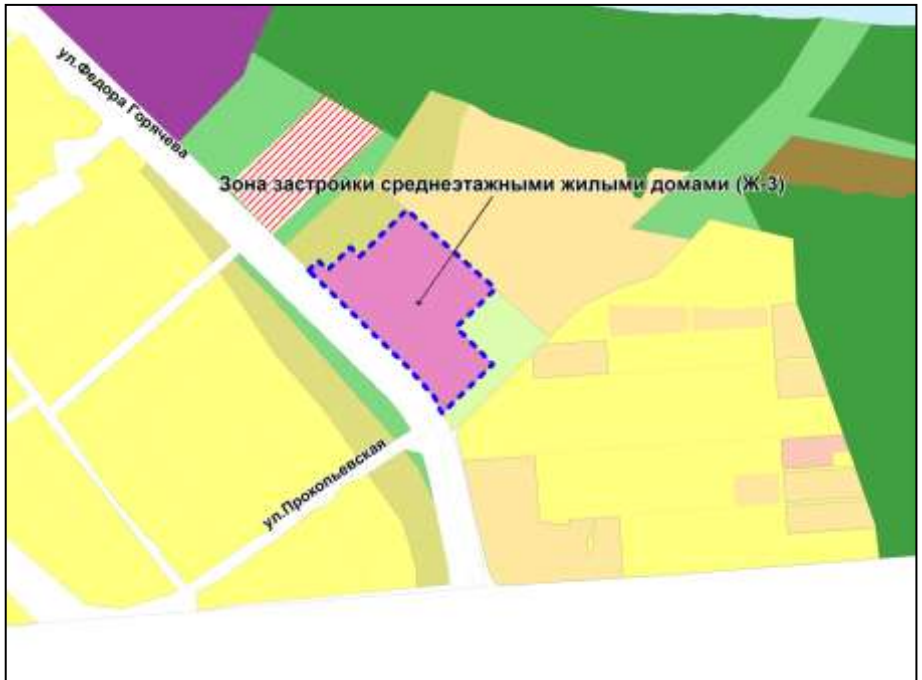 ул.Федора Горячева
Зона застройки среднеэтажными жилыми домами (Ж-3)
ул.Прокопьевская